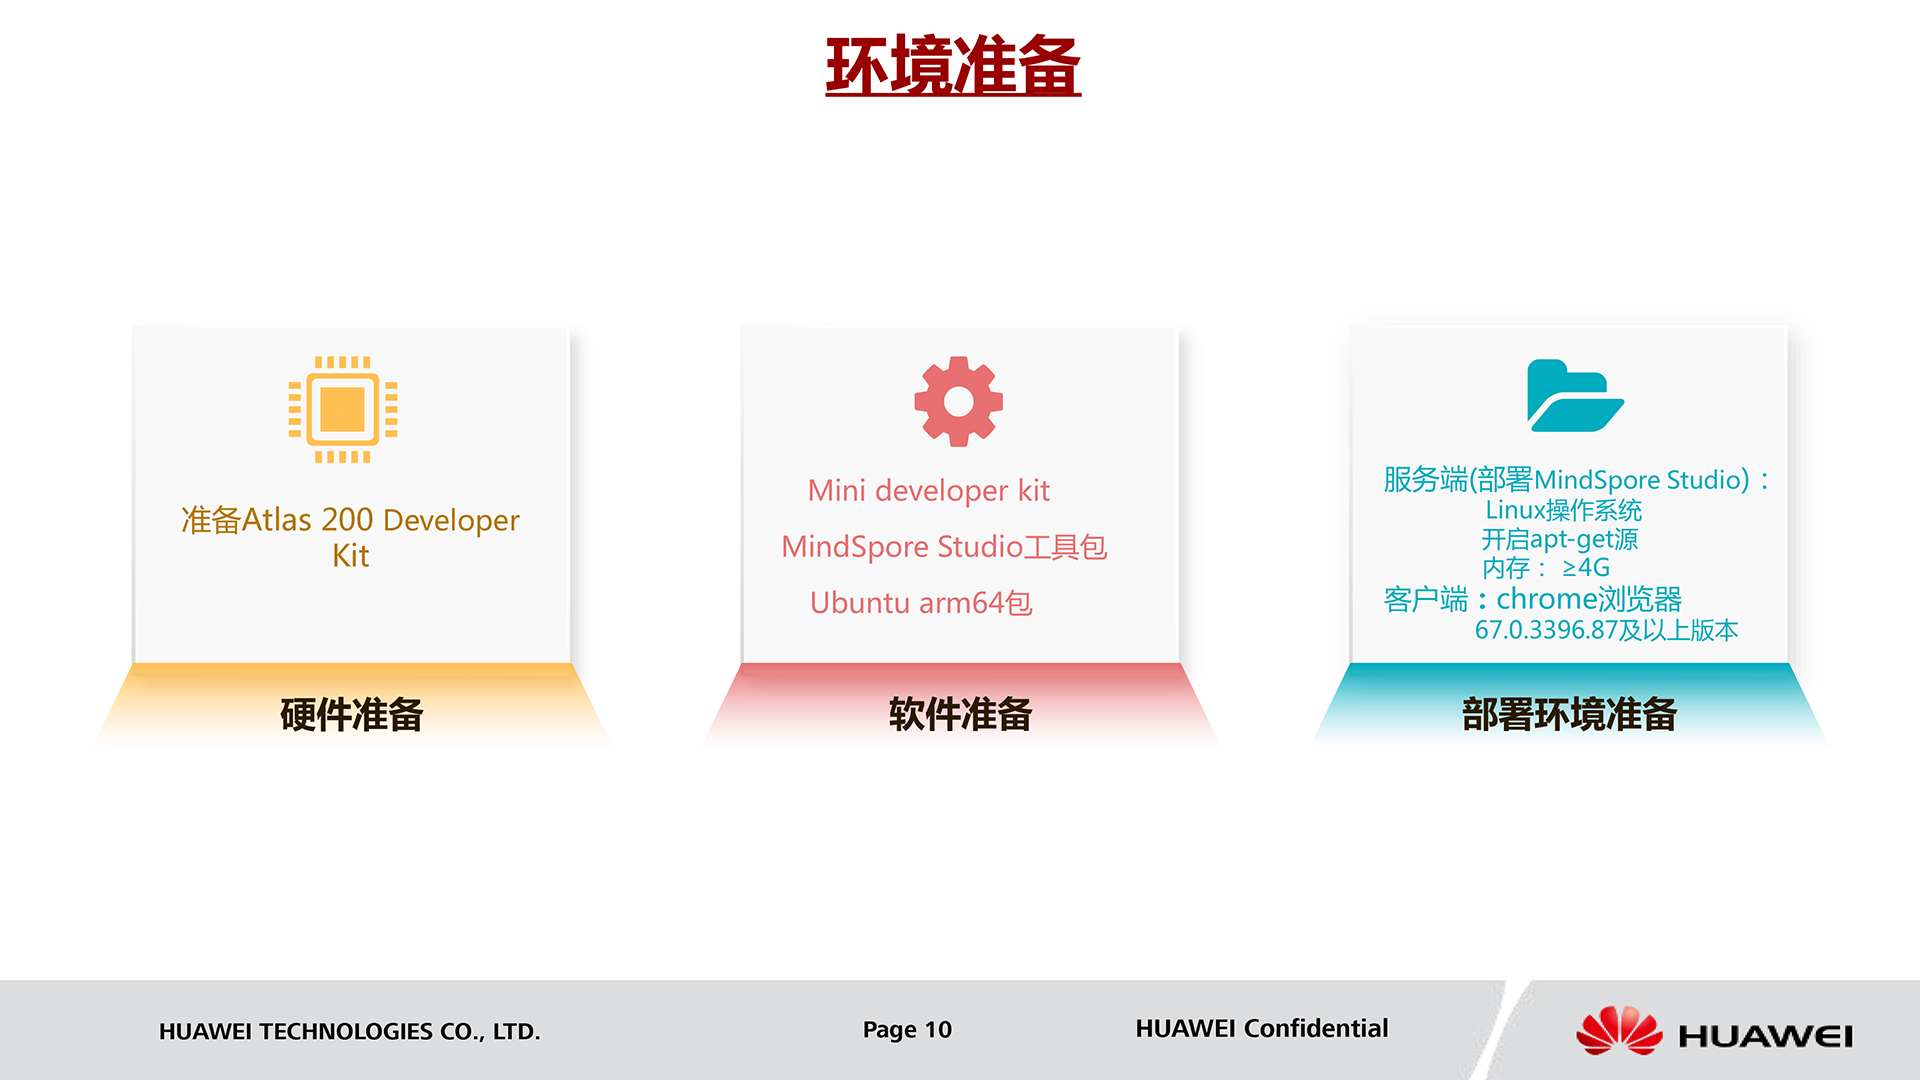 环境准备
准备Atlas 200 Developer
Kit
硬件准备
Mini developer kit
MindSpore Studio工具包
Ubuntu arm64包
软件准备
服务端(部署MindSpore Studio)：
Linux操作系统
开启apt-get源
内存： ≥4G
客户端：chrome浏览器
67.0.3396.87及以上版本
部署环境准备
HUAWEI TECHNOLOGIES CO., LTD.
Page 10
HUAWEI Confidential
HUAWEI